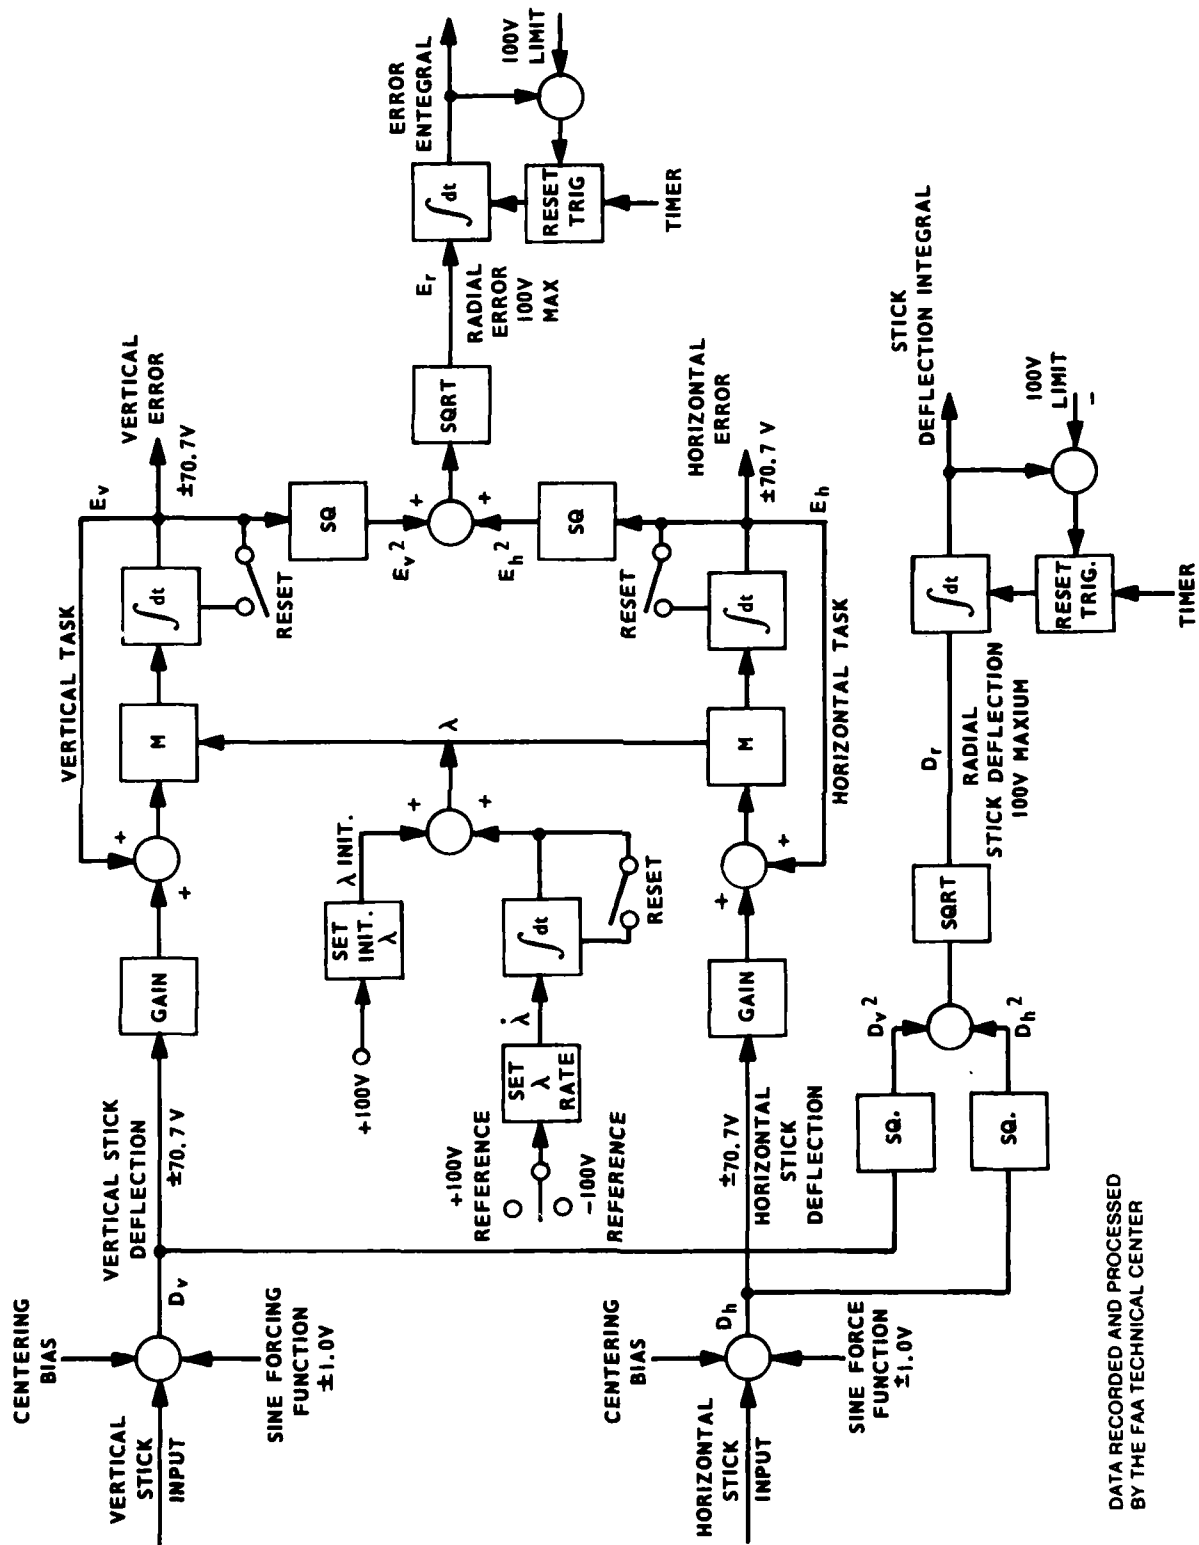 CENTERING
BIAS
VERTICAL
STICK
INPUT
SINE FORCING
FUNCTION
±1.0V
Dv
VERTICAL STICK
DEFLECTION
±70.7V
GAIN
+
+
VERTICAL TASK
M
∫dt
RESET
Ev
VERTICAL
ERROR
±70.7V
SQ
Ev²
+100V
SET
INIT.
λ
λ INIT.
+
+
λ
+100V
REFERENCE
-100V
REFERENCE
SET
λ
RATE
λ̇
∫dt
RESET
+
+
SQRT
Er
RADIAL
ERROR
100V
MAX
∫dt
ERROR
ENTEGRAL
100V
LIMIT
RESET
TRIG
TIMER
CENTERING
BIAS
HORIZONTAL
STICK
INPUT
SINE FORCE
FUNCTION
±1.0V
Dh
±70.7V
HORIZONTAL
STICK
DEFLECTION
GAIN
+
+
M
HORIZONTAL TASK
∫dt
RESET
Eh²
SQ
HORIZONTAL
ERROR
±70.7 V
Eh
SQ.
SQ.
Dv²
Dh²
SQRT
Dr
RADIAL
STICK DEFLECTION
100V MAXIUM
∫dt
STICK
DEFLECTION INTEGRAL
100V
LIMIT
-
RESET
TRIG.
TIMER
DATA RECORDED AND PROCESSED
BY THE FAA TECHNICAL CENTER